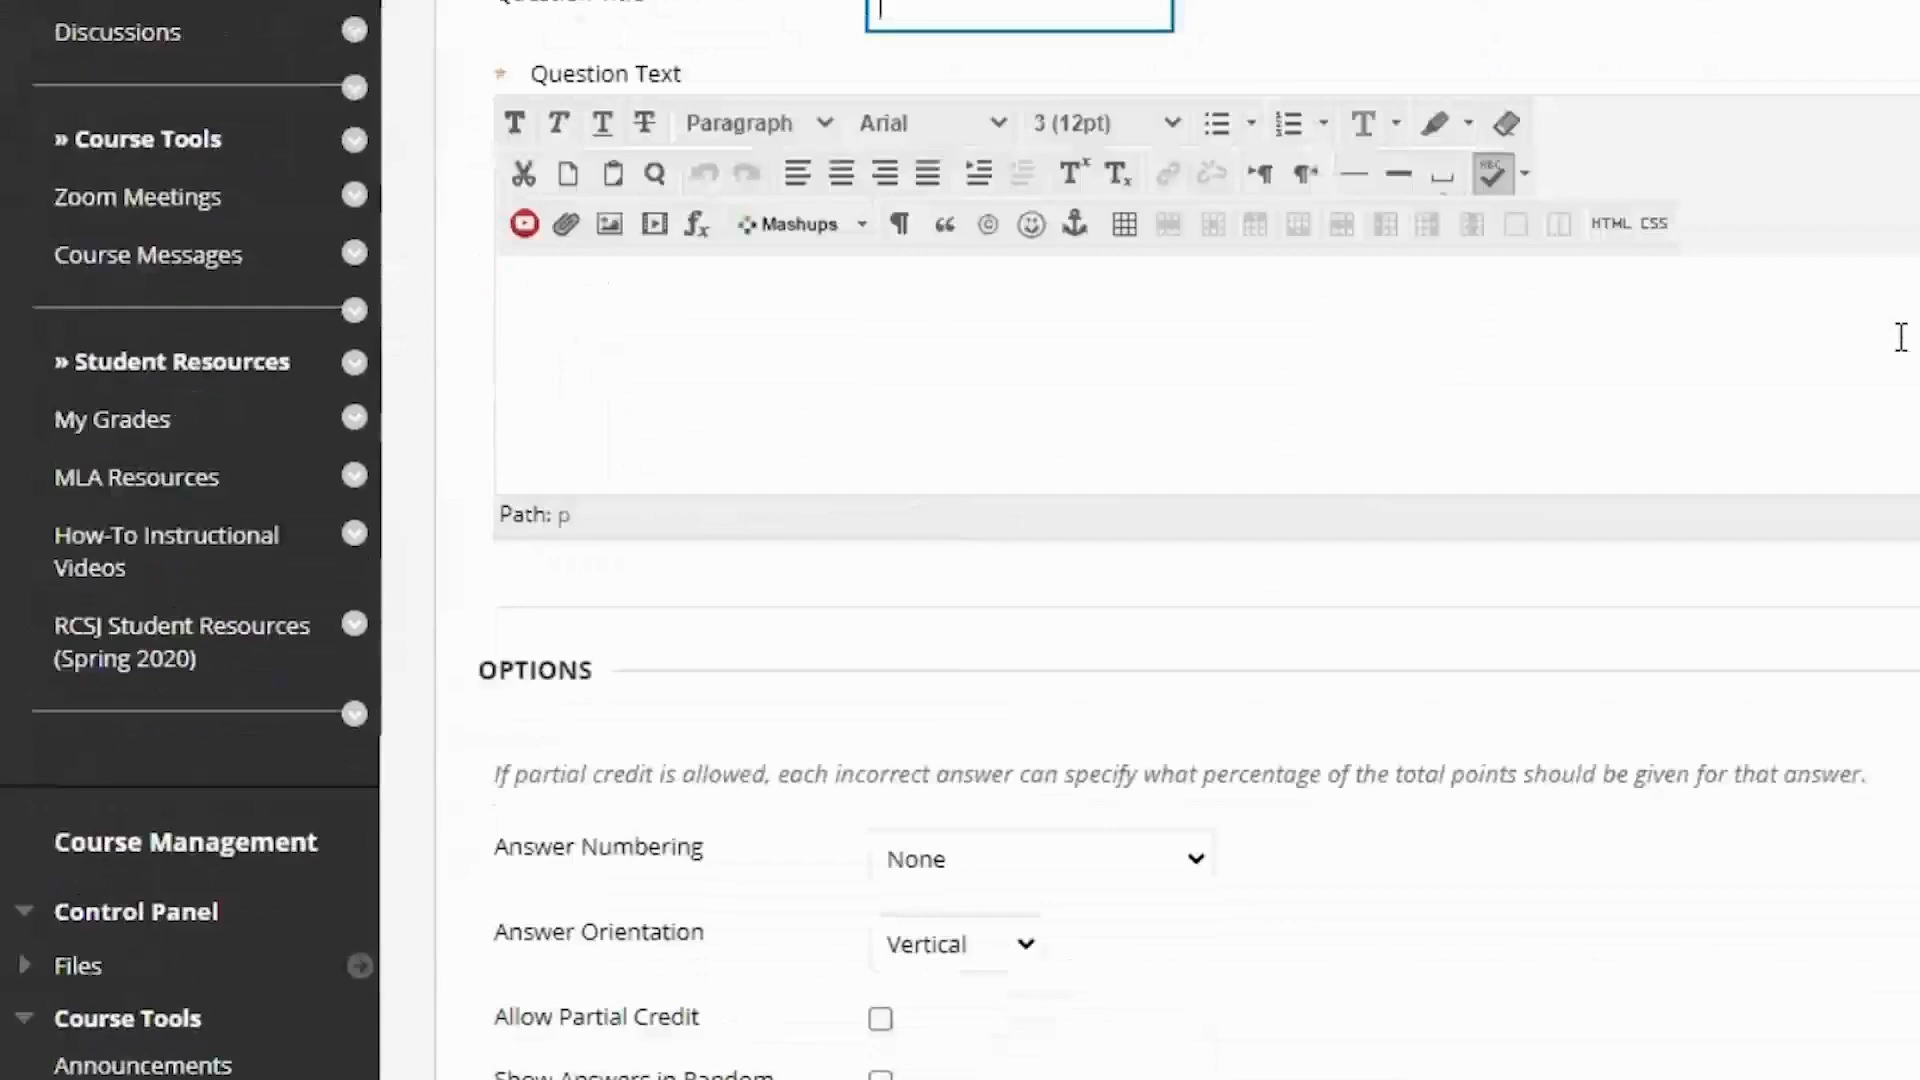 Discussions
» Course Tools
Zoom Meetings
Course Messages
» Student Resources
My Grades
MLA Resources
How-To Instructional
Videos
RCSJ Student Resources
(Spring 2020)
Course Management
Control Panel
Files
Course Tools
Announcements
* Question Text
Paragraph Arial 3 (12pt)
Mashups HTML CSS
Path: p
OPTIONS
If partial credit is allowed, each incorrect answer can specify what percentage of the total points should be given for that answer.
Answer Numbering None
Answer Orientation Vertical
Allow Partial Credit
Show Answers in Random